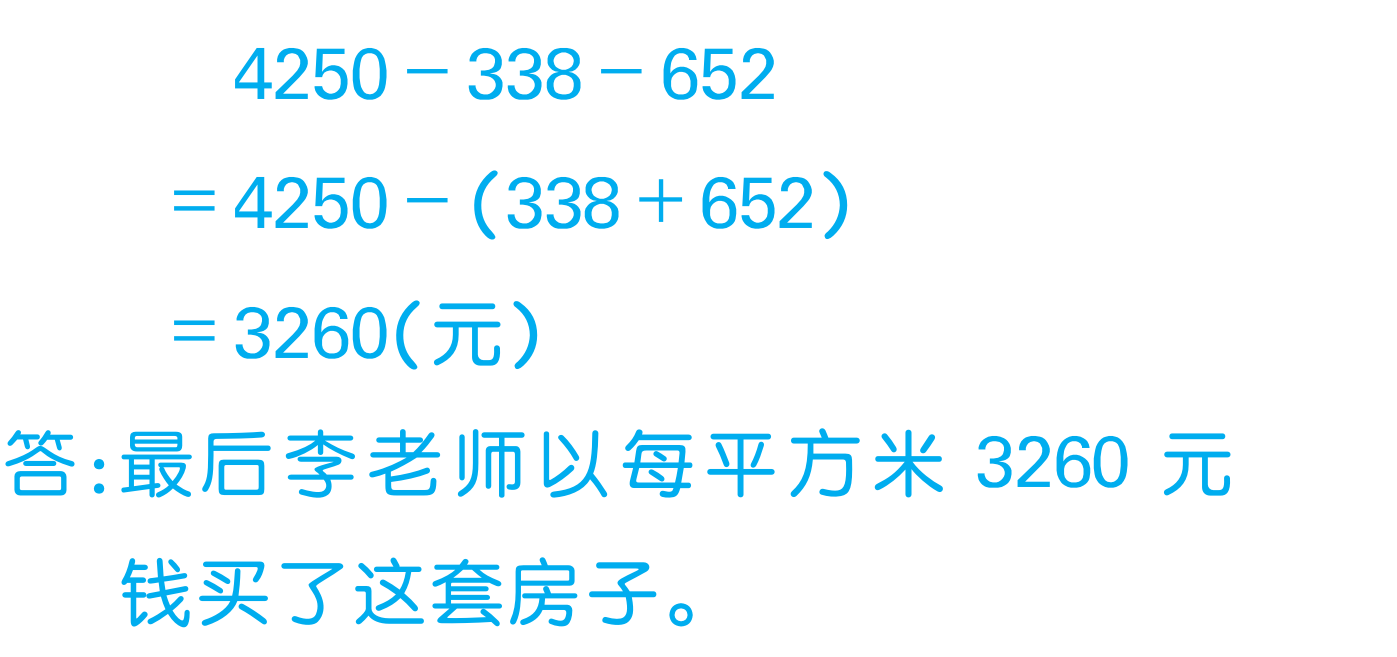 4250－338－652
＝4250－(338＋652)
＝3260(元)
答:最后李老师以每平方米 3260 元
钱买了这套房子。